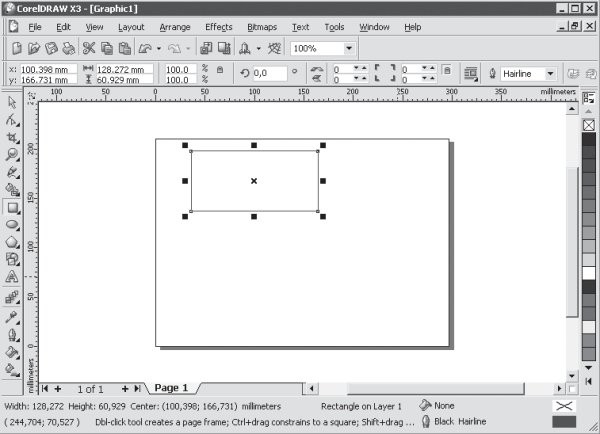 CorelDRAW X3 - [Graphic1]
File Edit View Layout Arrange Effects Bitmaps Text Tools Window Help
100%
x: 100.398 mm 128.272 mm 100.0 % 0,0 ° 0 0 0 0 Hairline
y: 166.731 mm 60.929 mm 100.0 %
100 50 0 50 100 150 200 250 300 350 millimeters
200
150
100
50
0
millimeters
1 of 1 Page 1
Width: 128,272 Height: 60,929 Center: (100,398; 166,731) millimeters Rectangle on Layer 1 None
( 244,704; 70,527 ) Dbl-click tool creates a page frame; Ctrl+drag constrains to a square; Shift+drag ... Black Hairline